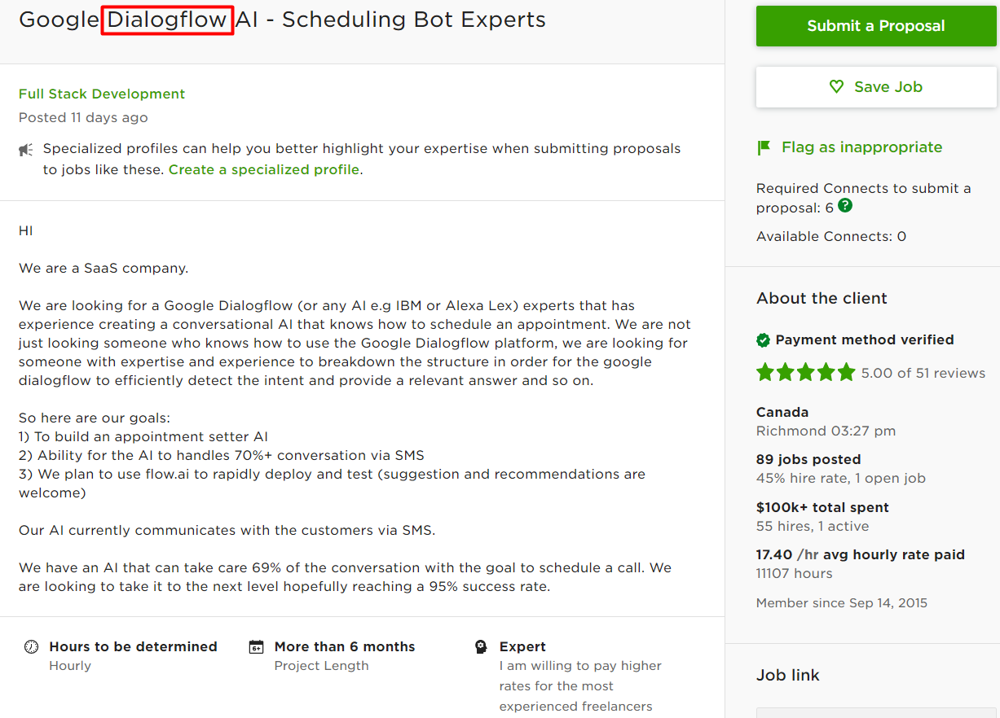 Google Dialogflow AI - Scheduling Bot Experts
Full Stack Development
Posted 11 days ago
Specialized profiles can help you better highlight your expertise when submitting proposals
to jobs like these. Create a specialized profile.
HI
We are a SaaS company.
We are looking for a Google Dialogflow (or any AI e.g IBM or Alexa Lex) experts that has
experience creating a conversational AI that knows how to schedule an appointment. We are not
just looking someone who knows how to use the Google Dialogflow platform, we are looking for
someone with expertise and experience to breakdown the structure in order for the google
dialogflow to efficiently detect the intent and provide a relevant answer and so on.
So here are our goals:
1) To build an appointment setter AI
2) Ability for the AI to handles 70%+ conversation via SMS
3) We plan to use flow.ai to rapidly deploy and test (suggestion and recommendations are
welcome)
Our AI currently communicates with the customers via SMS.
We have an AI that can take care 69% of the conversation with the goal to schedule a call. We
are looking to take it to the next level hopefully reaching a 95% success rate.
Hours to be determined
Hourly
6+
More than 6 months
Project Length
Expert
I am willing to pay higher
rates for the most
experienced freelancers
Submit a Proposal
Save Job
Flag as inappropriate
Required Connects to submit a
proposal: 6 ?
Available Connects: 0
About the client
Payment method verified
5.00 of 51 reviews
Canada
Richmond 03:27 pm
89 jobs posted
45% hire rate, 1 open job
$100k+ total spent
55 hires, 1 active
17.40 /hr avg hourly rate paid
11107 hours
Member since Sep 14, 2015
Job link